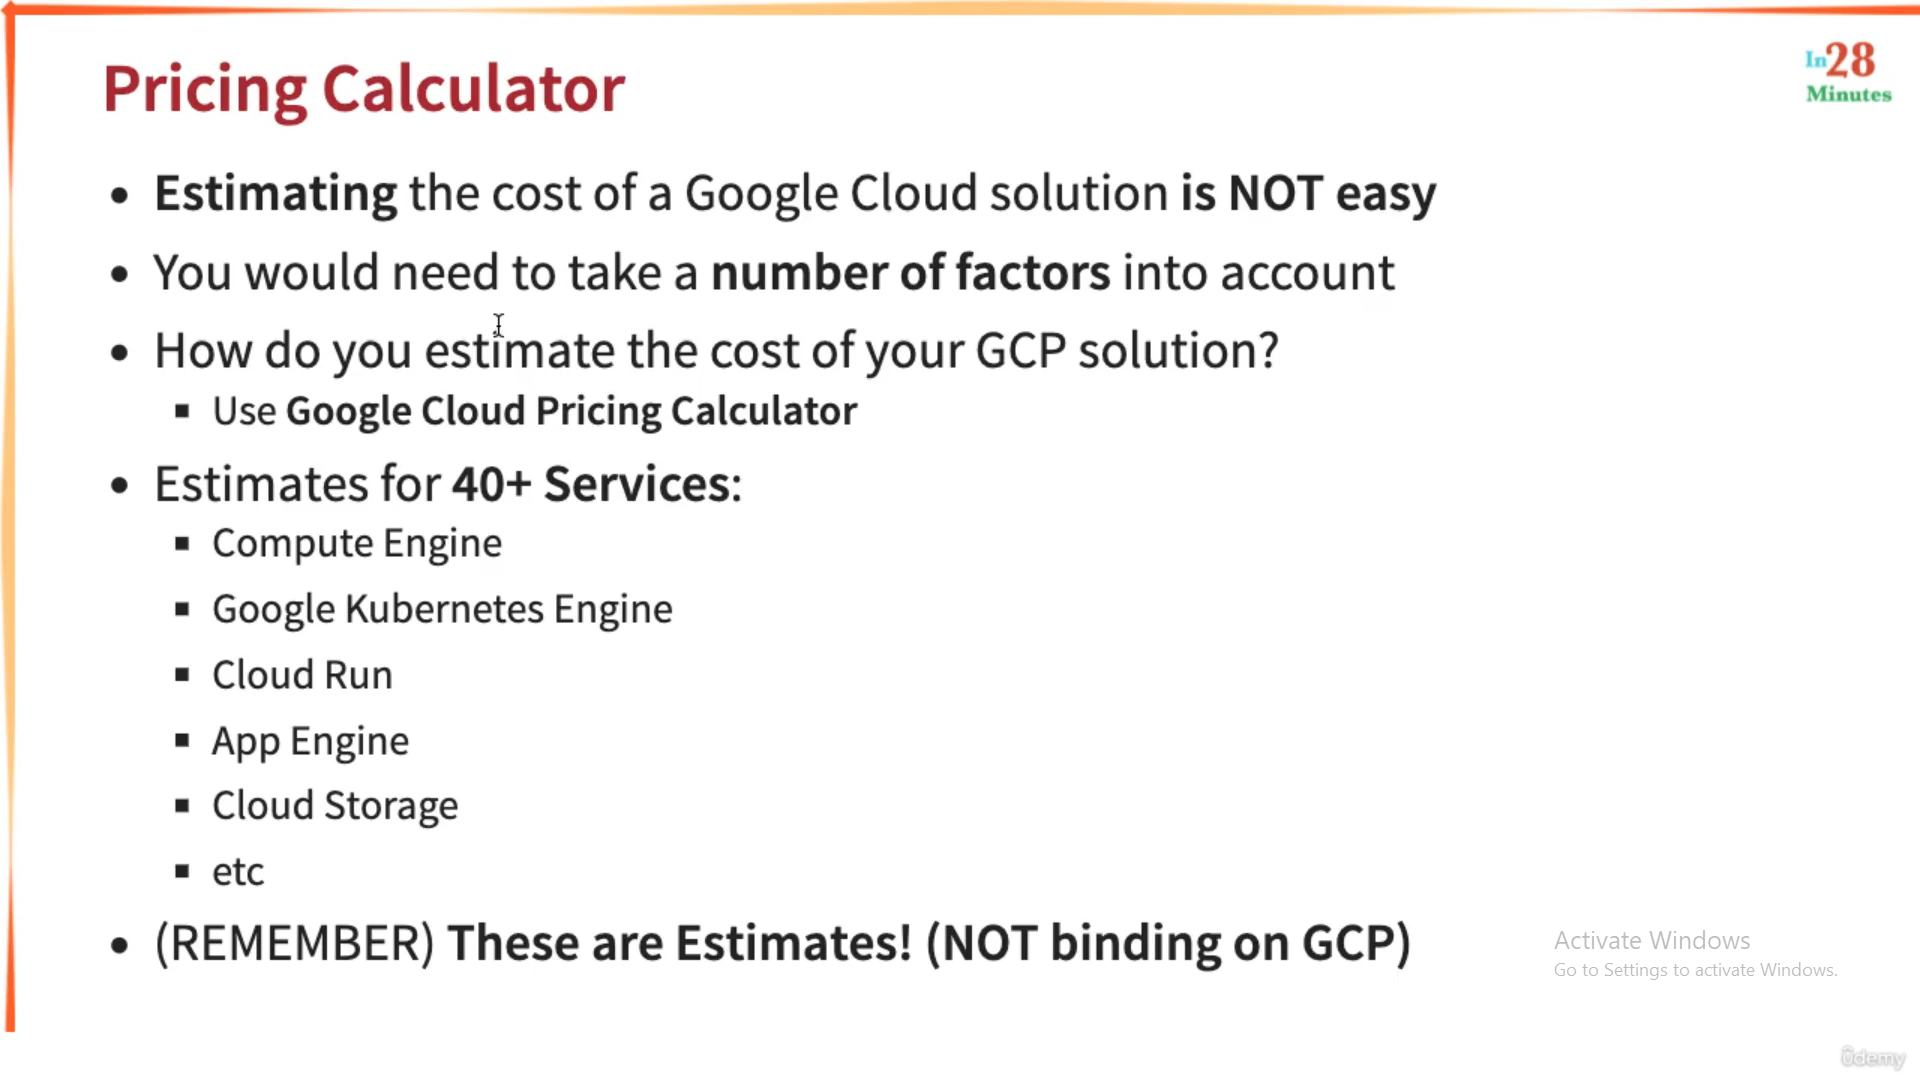 Pricing Calculator
In28
Minutes
• Estimating the cost of a Google Cloud solution is NOT easy
• You would need to take a number of factors into account
• How do you estimate the cost of your GCP solution?
▪ Use Google Cloud Pricing Calculator
• Estimates for 40+ Services:
▪ Compute Engine
▪ Google Kubernetes Engine
▪ Cloud Run
▪ App Engine
▪ Cloud Storage
▪ etc
• (REMEMBER) These are Estimates! (NOT binding on GCP)
Activate Windows
Go to Settings to activate Windows.
ûdemy